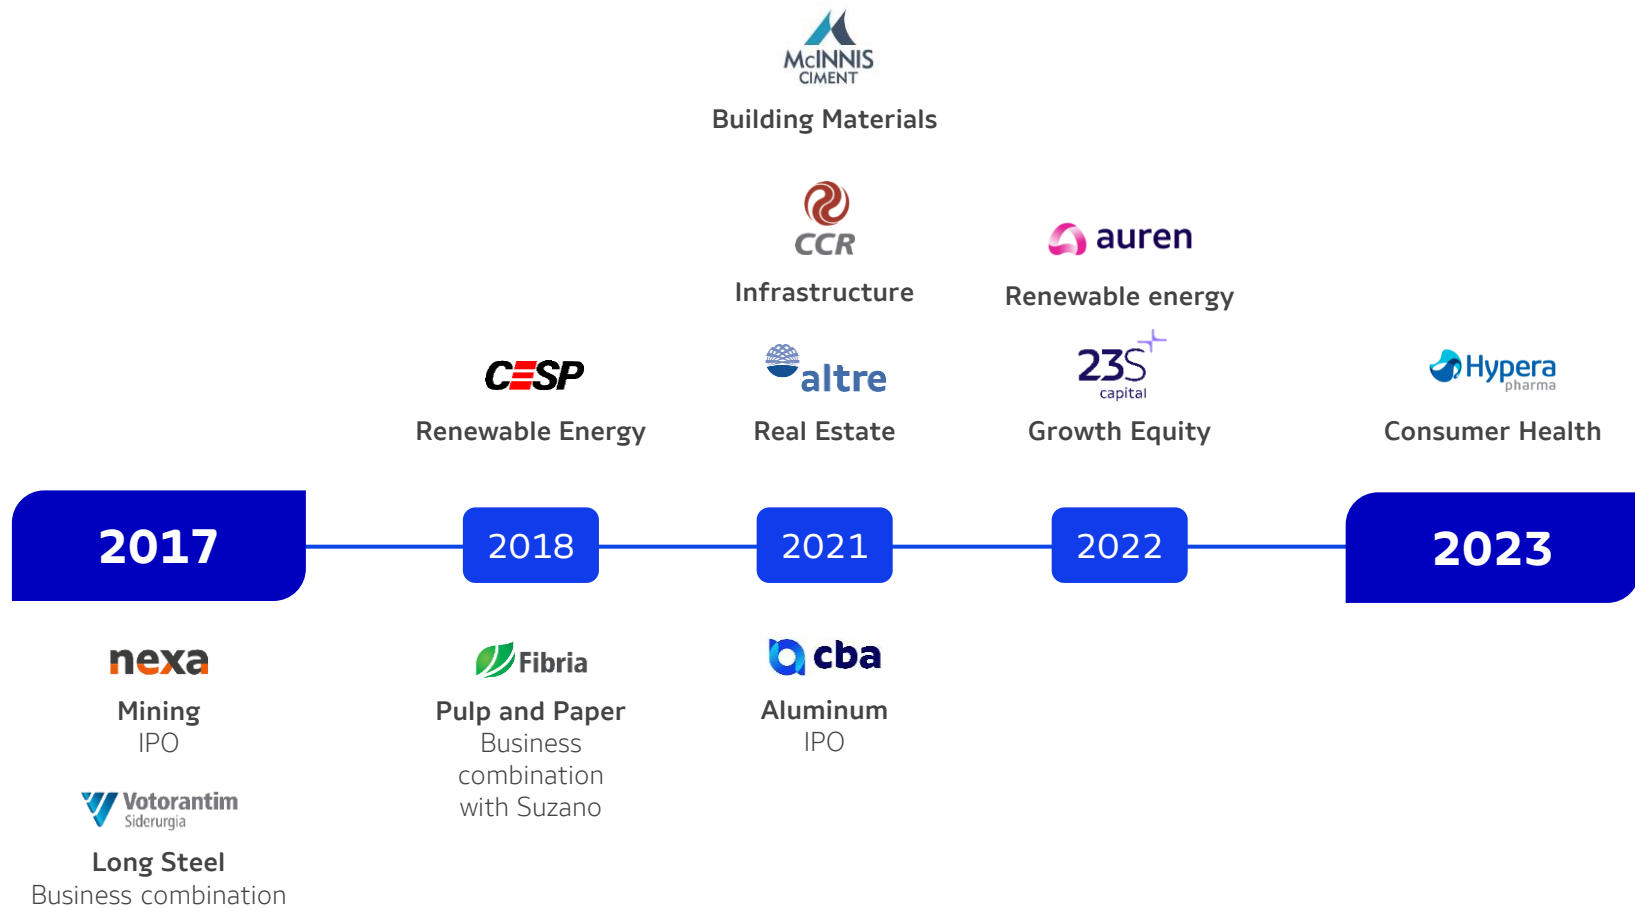 McINNIS
CIMENT
Building Materials
CCR
Infrastructure
auren
Renewable energy
CESP
Renewable Energy
altre
Real Estate
23S
capital
Growth Equity
Hypera
pharma
Consumer Health
2017
2018
2021
2022
2023
nexa
Mining
IPO
Votorantim
Siderurgia
Long Steel
Business combination
Fibria
Pulp and Paper
Business
combination
with Suzano
cba
Aluminum
IPO